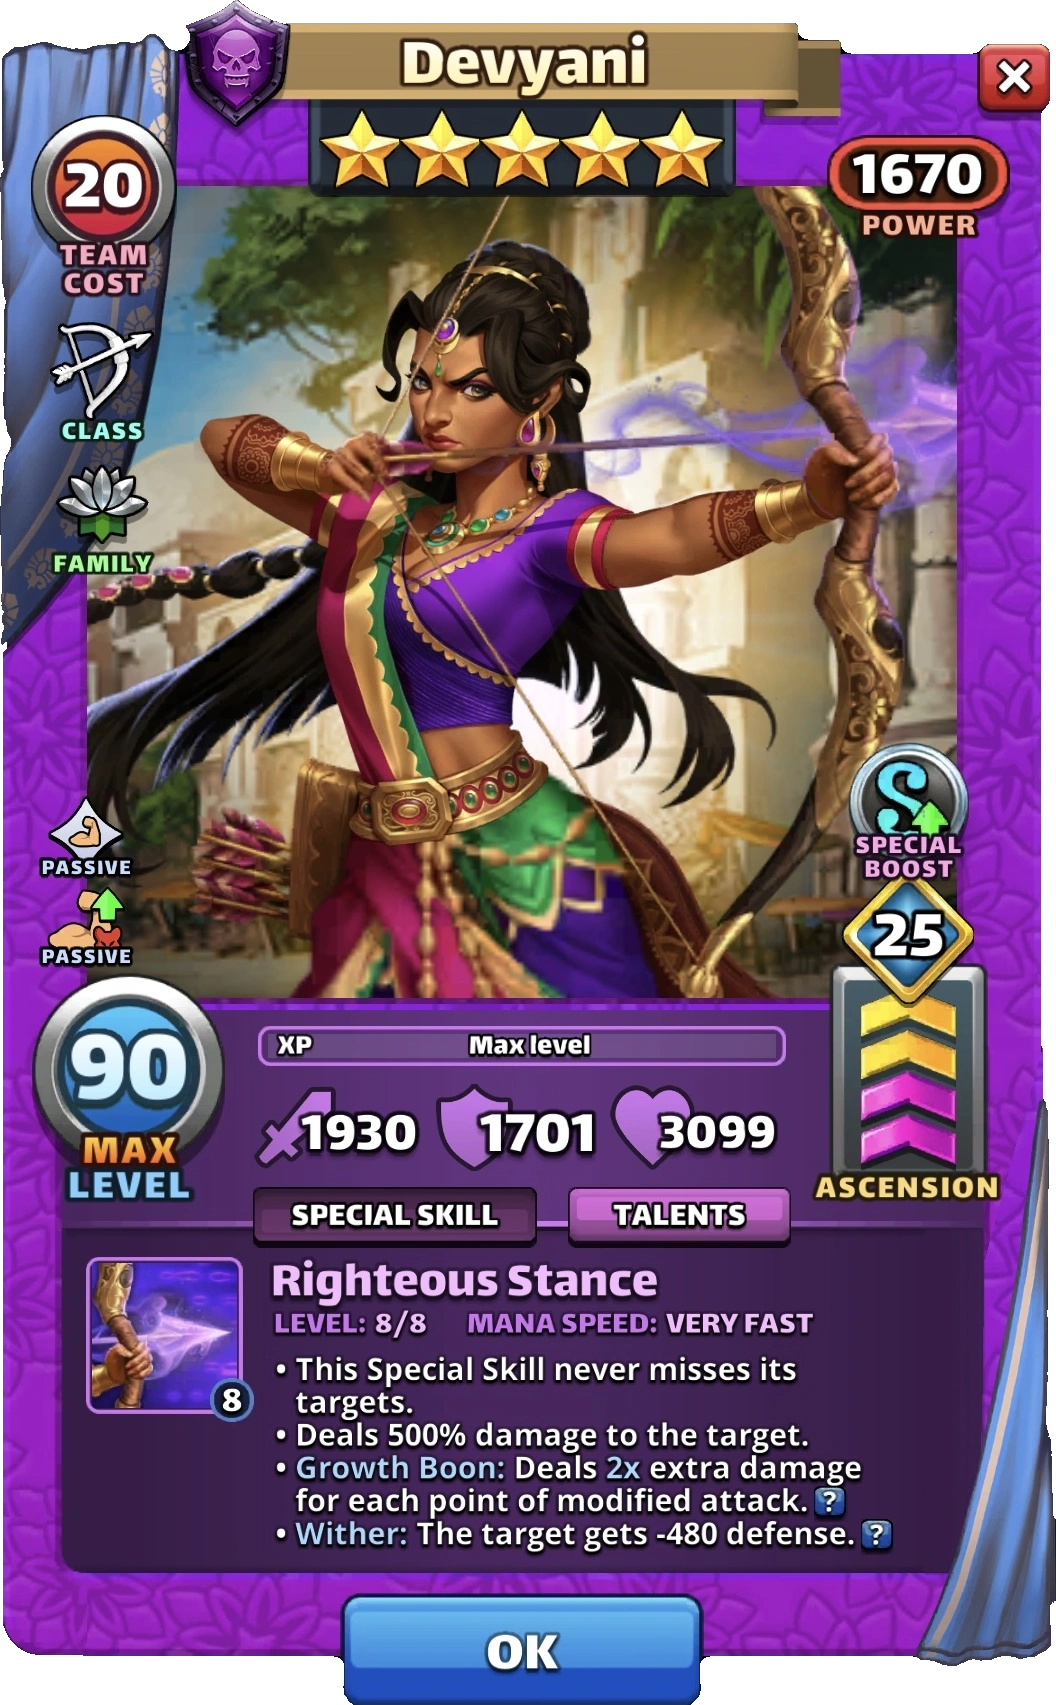 Devyani
20
TEAM
COST
1670
POWER
CLASS
FAMILY
PASSIVE
PASSIVE
SPECIAL
BOOST
25
90
MAX
LEVEL
XP Max level
1930 1701 3099
ASCENSION
SPECIAL SKILL TALENTS
Righteous Stance
LEVEL: 8/8 MANA SPEED: VERY FAST
8
• This Special Skill never misses its
targets.
• Deals 500% damage to the target.
• Growth Boon: Deals 2x extra damage
for each point of modified attack. ?
• Wither: The target gets -480 defense. ?
OK